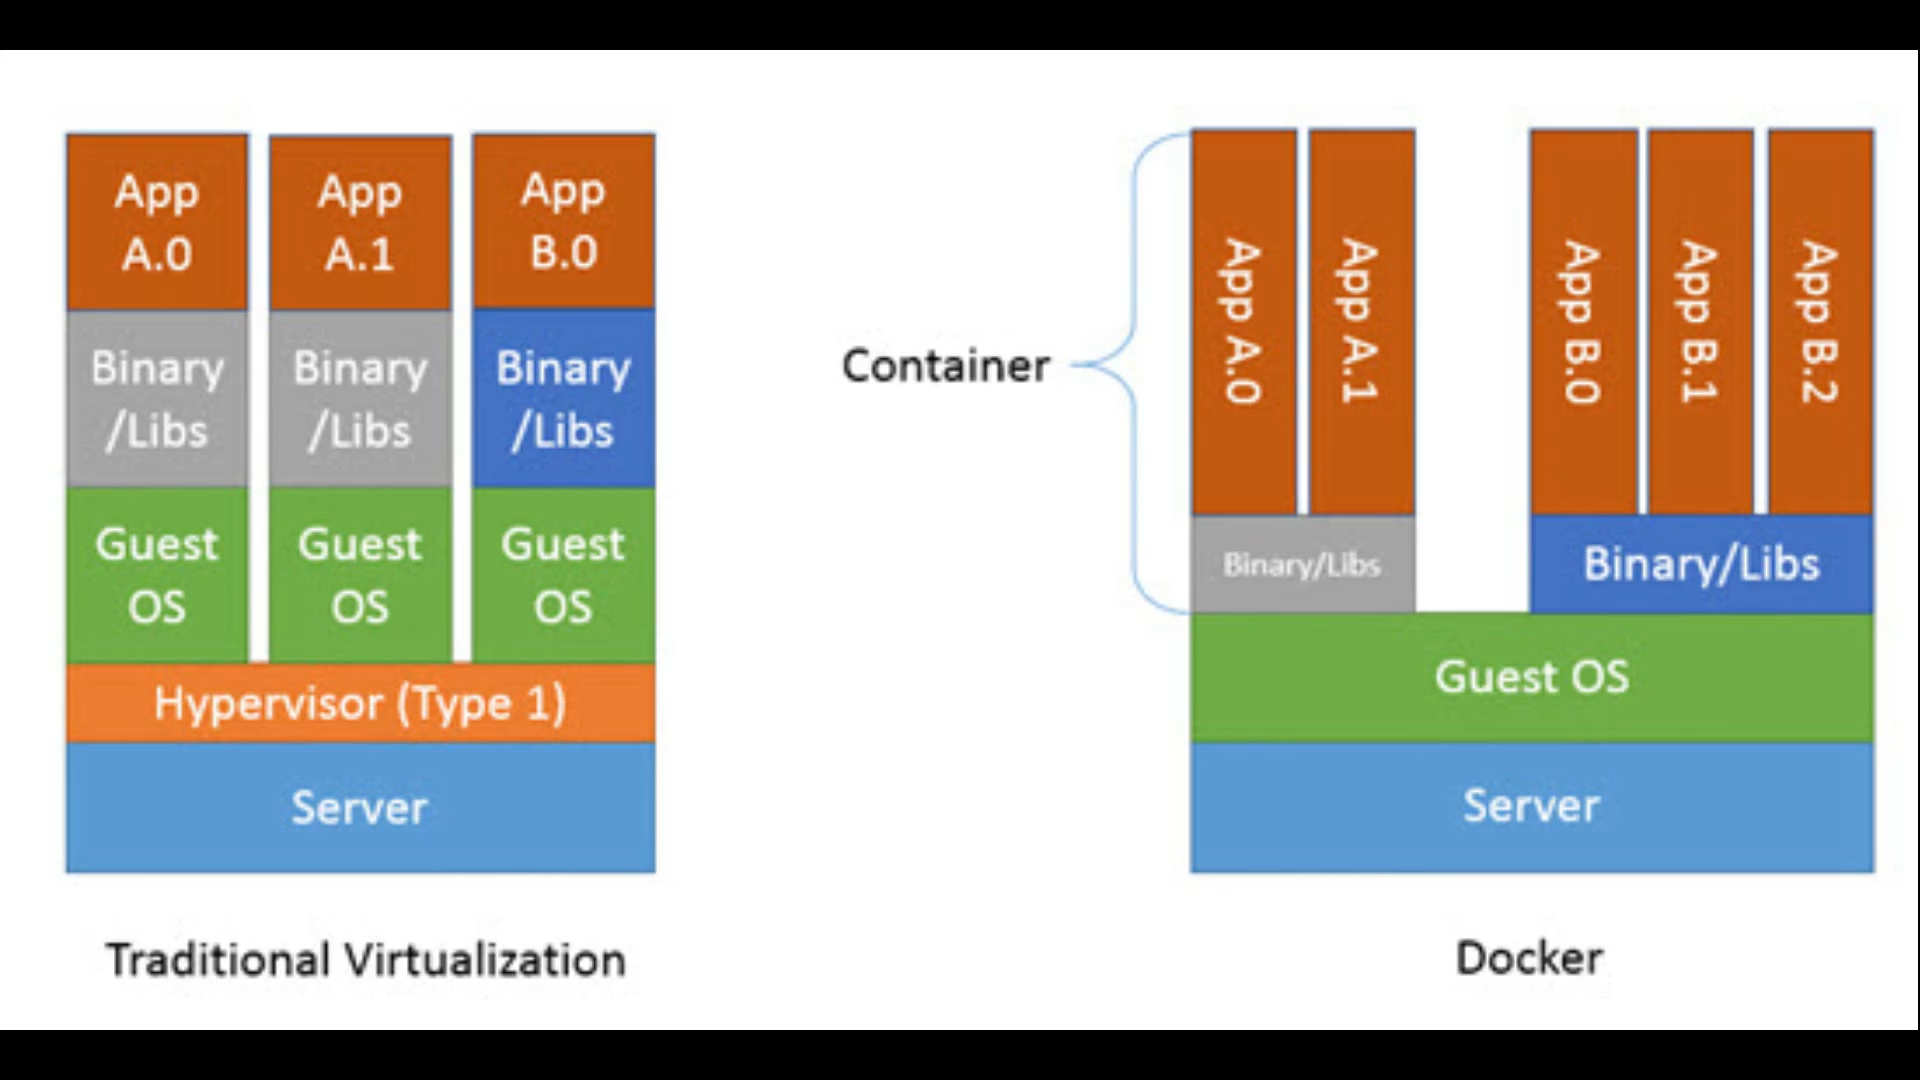 App
A.0
App
A.1
App
B.0
Binary
/Libs
Binary
/Libs
Binary
/Libs
Guest
OS
Guest
OS
Guest
OS
Hypervisor (Type 1)
Server
Traditional Virtualization
Container
App A.0
App A.1
App B.0
App B.1
App B.2
Binary/Libs
Binary/Libs
Guest OS
Server
Docker